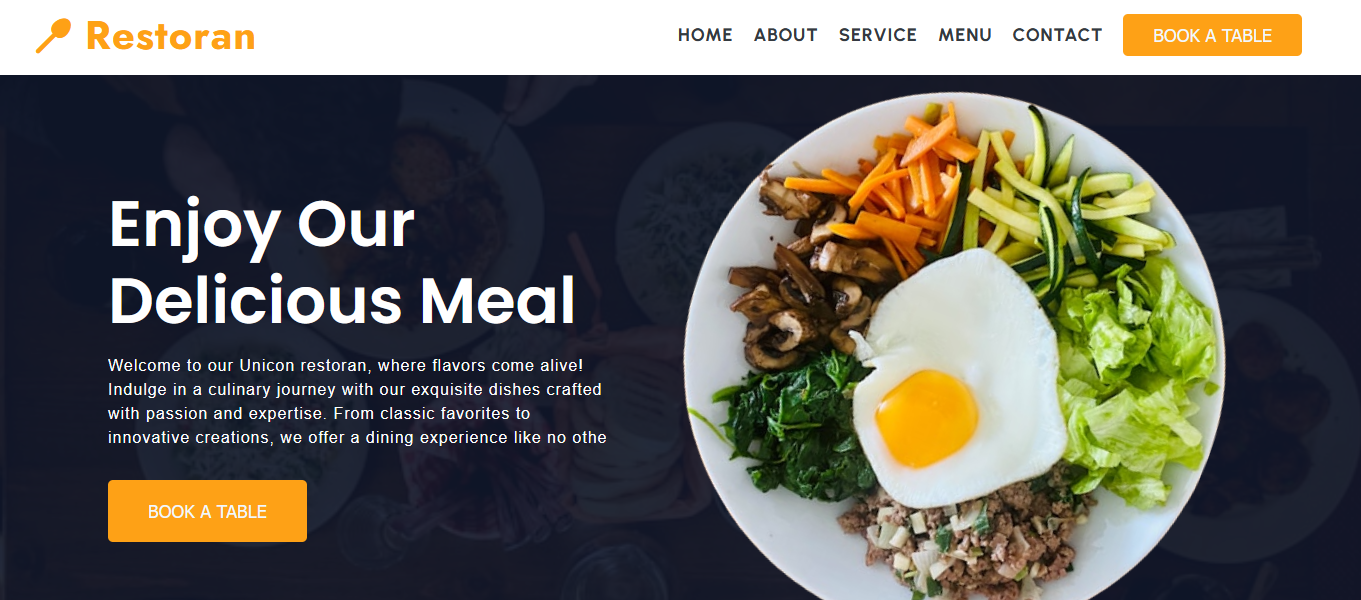 Restoran
HOME ABOUT SERVICE MENU CONTACT BOOK A TABLE
Enjoy Our
Delicious Meal
Welcome to our Unicon restoran, where flavors come alive!
Indulge in a culinary journey with our exquisite dishes crafted
with passion and expertise. From classic favorites to
innovative creations, we offer a dining experience like no othe
BOOK A TABLE